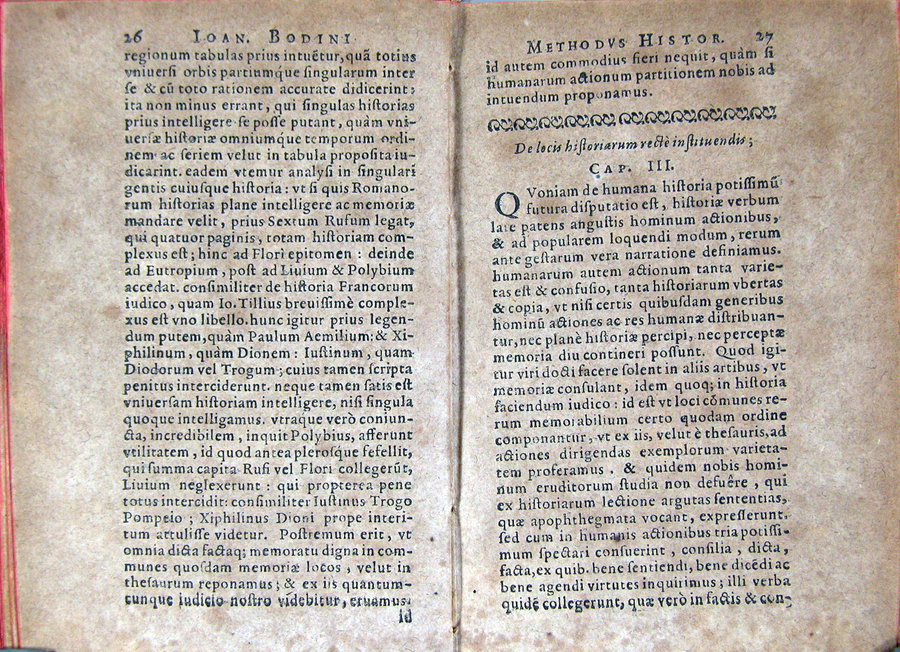 26 IOAN. BODINI
regionum tabulas prius intuẽtur, quã totius
vniuersi orbis partiumque singularum inter
se & cũ toto rationem accurate didicerint;
ita non minus errant, qui singulas historias
prius intelligere se posse putant, quàm vni-
uersæ historiæ omniumque temporum ordi-
nem ac seriem velut in tabula proposita iu-
dicarint. eadem vtemur analysi in singulari
gentis cuiusque historia: vt si quis Romano-
rum historias plane intelligere ac memoriæ
mandare velit, prius Sextum Rufum legat,
qui quatuor paginis, totam historiam com-
plexus est; hinc ad Flori epitomen: deinde
ad Eutropium, post ad Liuium & Polybium
accedat. consimiliter de historia Francorum
iudico, quam Io. Tillius breuissimè comple-
xus est vno libello. hunc igitur prius legen-
dum putem, quàm Paulum Aemilium: & Xi-
philinum, quàm Dionem: Iustinum, quam
Diodorum vel Trogum; cuius tamen scripta
penitus interciderunt. neque tamen satis est
vniuersam historiam intelligere, nisi singula
quoque intelligamus. vtraque verò coniun-
cta, incredibilem, inquit Polybius, afferunt
vtilitatem, id quod antea plerosque fefellit,
qui summa capita Rufi vel Flori collegerũt,
Liuium neglexerunt: qui propterea pene
totus intercidit: consimiliter Iustinus Trogo
Pompeio; Xiphilinus Dioni prope interi-
tum attulisse videtur. Postremum erit, vt
omnia dicta factaq; memoratu digna in com-
munes quosdam memoriæ locos, velut in
thesaurum reponamus; & ex iis quantum-
cunque iudicio nostro videbitur, eruamus.
id
METHODVS HISTOR. 27
id autem commodius fieri nequit, quàm si
humanarum actionum partitionem nobis ad
intuendum proponamus.
De locis historiarum rectè instituendis;
CAP. III.
QVoniam de humana historia potissimũ
futura disputatio est, historiæ verbum
late patens angustis hominum actionibus,
& ad popularem loquendi modum, rerum
ante gestarum vera narratione definiamus.
humanarum autem actionum tanta varie-
tas est & confusio, tanta historiarum vbertas
& copia, vt nisi certis quibusdam generibus
hominũ actiones ac res humanæ distribuan-
tur, nec planè historiæ percipi, nec perceptæ
memoria diu contineri possunt. Quod igi-
tur viri docti facere solent in aliis artibus, vt
memoriæ consulant, idem quoq; in historia
faciendum iudico: id est vt loci cõmunes re-
rum memorabilium certo quodam ordine
componantur, vt ex iis, velut è thesauris, ad
actiones dirigendas exemplorum varieta-
tem proferamus. & quidem nobis homi-
num eruditorum studia non defuêre, qui
ex historiarum lectione argutas sententias,
quæ apophthegmata vocant, expresserunt.
sed cum in humanis actionibus tria potissi-
mum spectari consuerint, consilia, dicta,
facta, ex quib. bene sentiendi, bene dicẽdi ac
bene agendi virtutes inquirimus; illi verba
quidẽ collegerunt, quæ verò in factis & con-